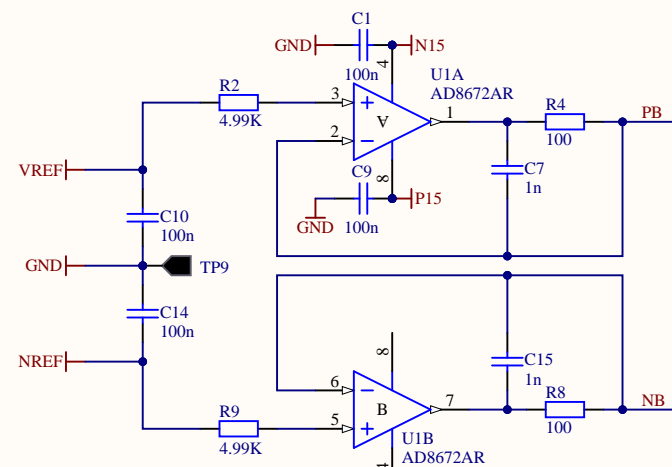 C1
GND
N15
100n
4
U1A
AD8672AR
R2
4.99K
3
A
1
R4
100
PB
2
VREF
8
C9
100n
P15
GND
C7
1n
C10
100n
GND
TP9
C14
100n
NREF
8
C15
1n
6
B
7
R8
100
NB
R9
4.99K
5
U1B
AD8672AR